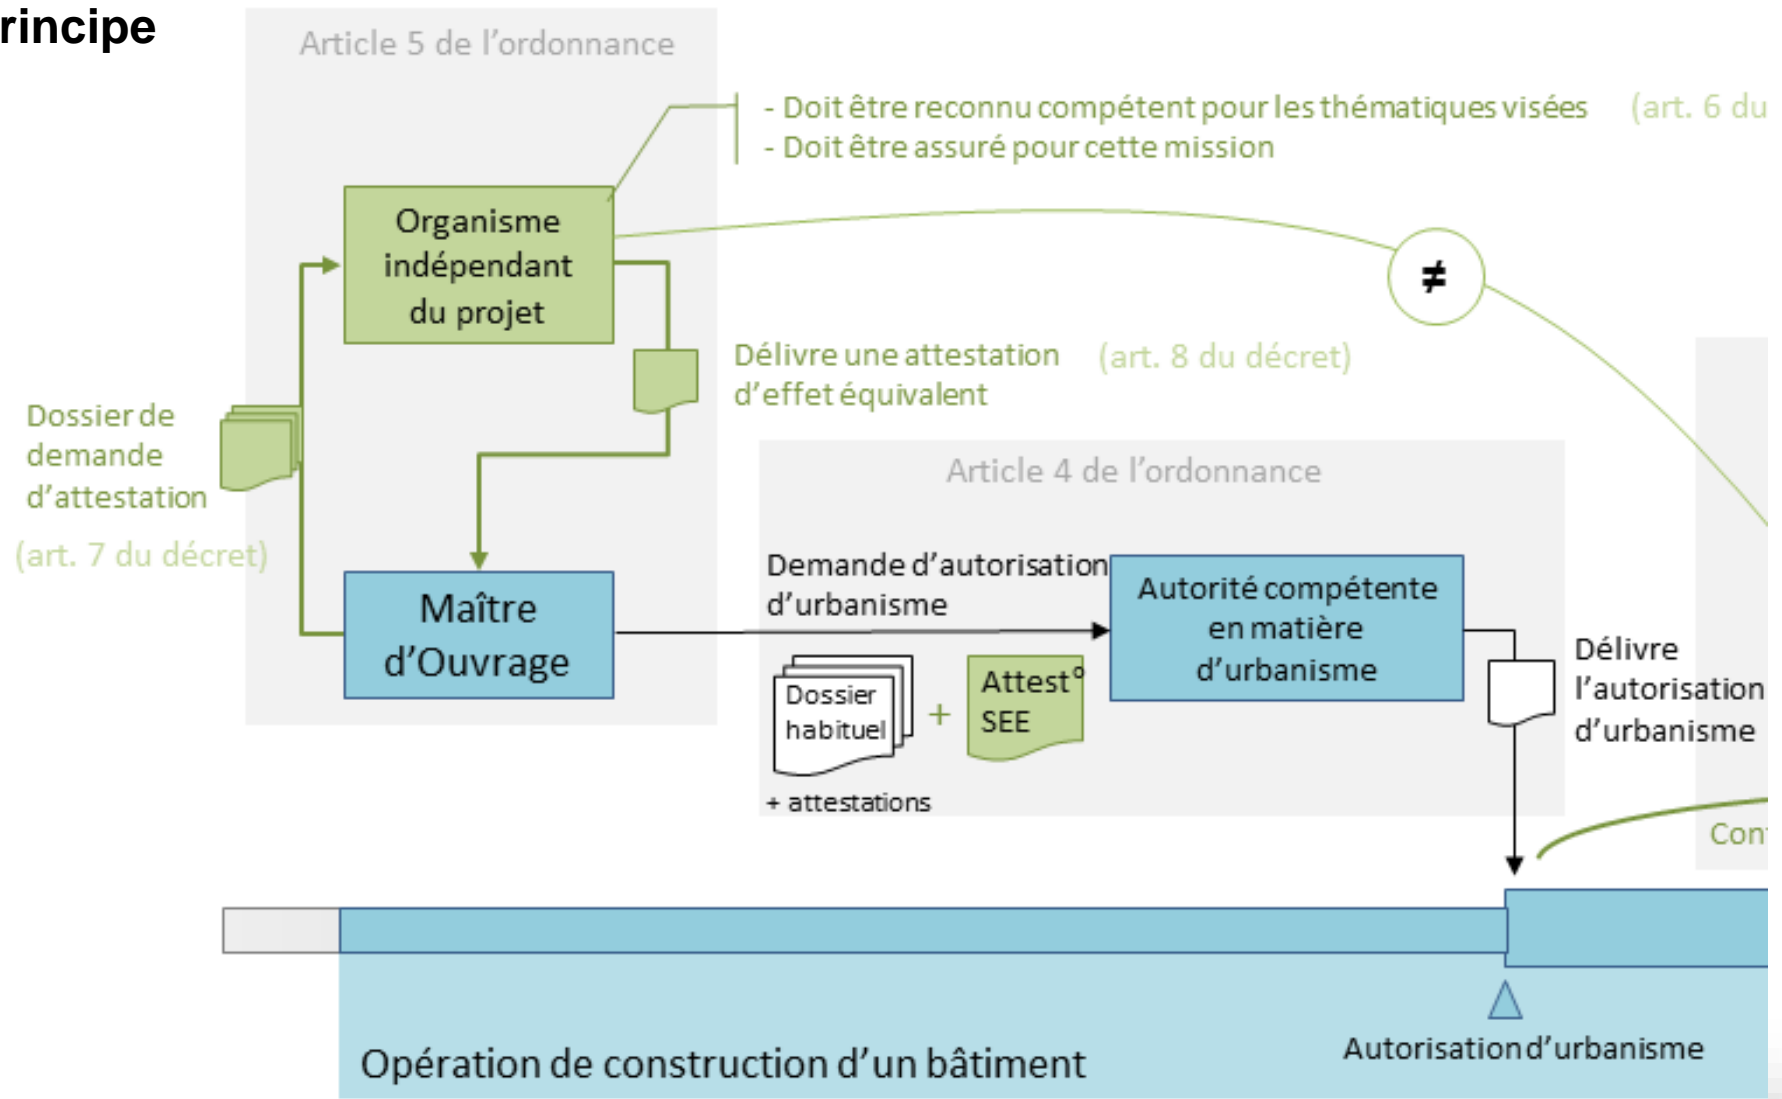 rincipe
Article 5 de l’ordonnance
- Doit être reconnu compétent pour les thématiques visées (art. 6 du
- Doit être assuré pour cette mission
Organisme
indépendant
du projet
≠
Délivre une attestation (art. 8 du décret)
d’effet équivalent
Dossier de
demande
d’attestation
(art. 7 du décret)
Article 4 de l’ordonnance
Maître
d’Ouvrage
Demande d’autorisation
d’urbanisme
Autorité compétente
en matière
d’urbanisme
Dossier
habituel
+
Attest°
SEE
+ attestations
Délivre
l’autorisation
d’urbanisme
Con
Autorisation d’urbanisme
Opération de construction d’un bâtiment